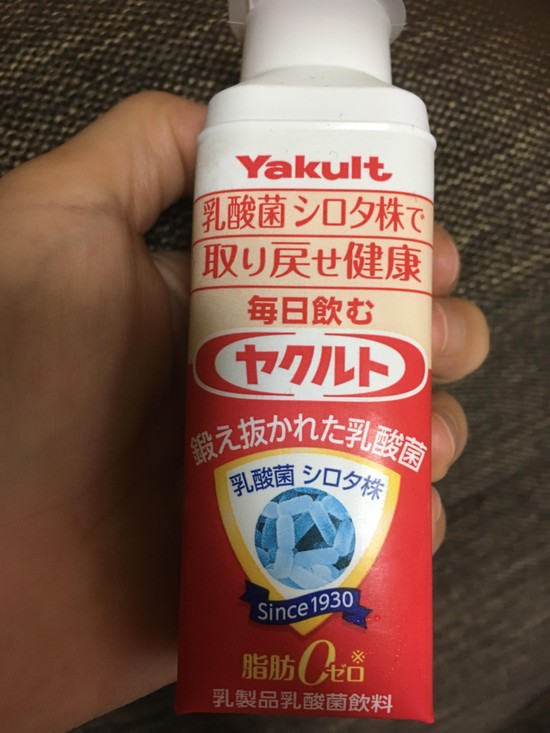 Yakult
乳酸菌 シロタ株で
取り戻せ健康
毎日飲む
ヤクルト
鍛え抜かれた乳酸菌
乳酸菌 シロタ株
Since1930
脂肪0ゼロ※
乳製品乳酸菌飲料